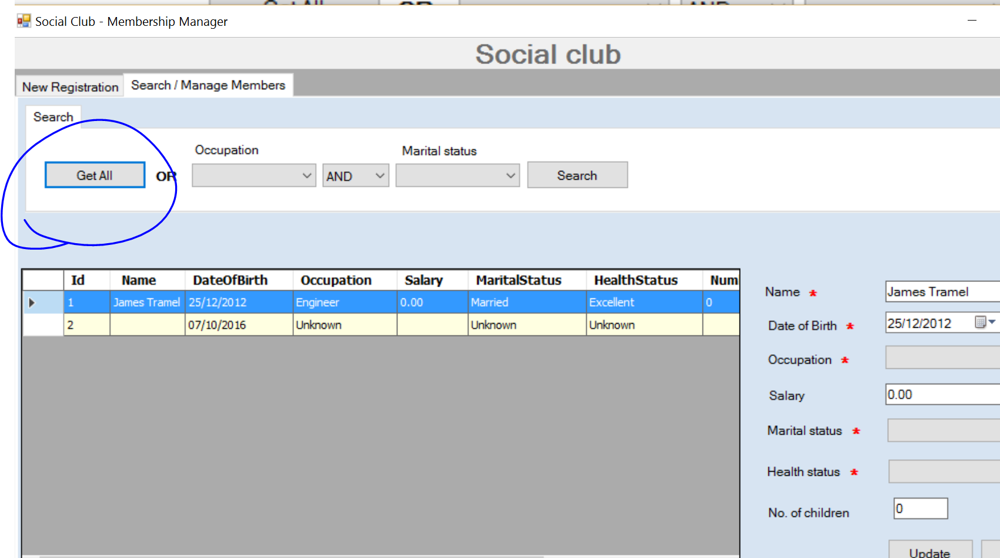 Social Club - Membership Manager
Social club
New Registration Search / Manage Members
Search
Occupation Marital status
Get All OR AND Search
Id Name DateOfBirth Occupation Salary MaritalStatus HealthStatus Num
1 James Tramel 25/12/2012 Engineer 0.00 Married Excellent 0
2 07/10/2016 Unknown Unknown Unknown
Name * James Tramel
Date of Birth * 25/12/2012
Occupation *
Salary 0.00
Marital status *
Health status *
No. of children 0
Update